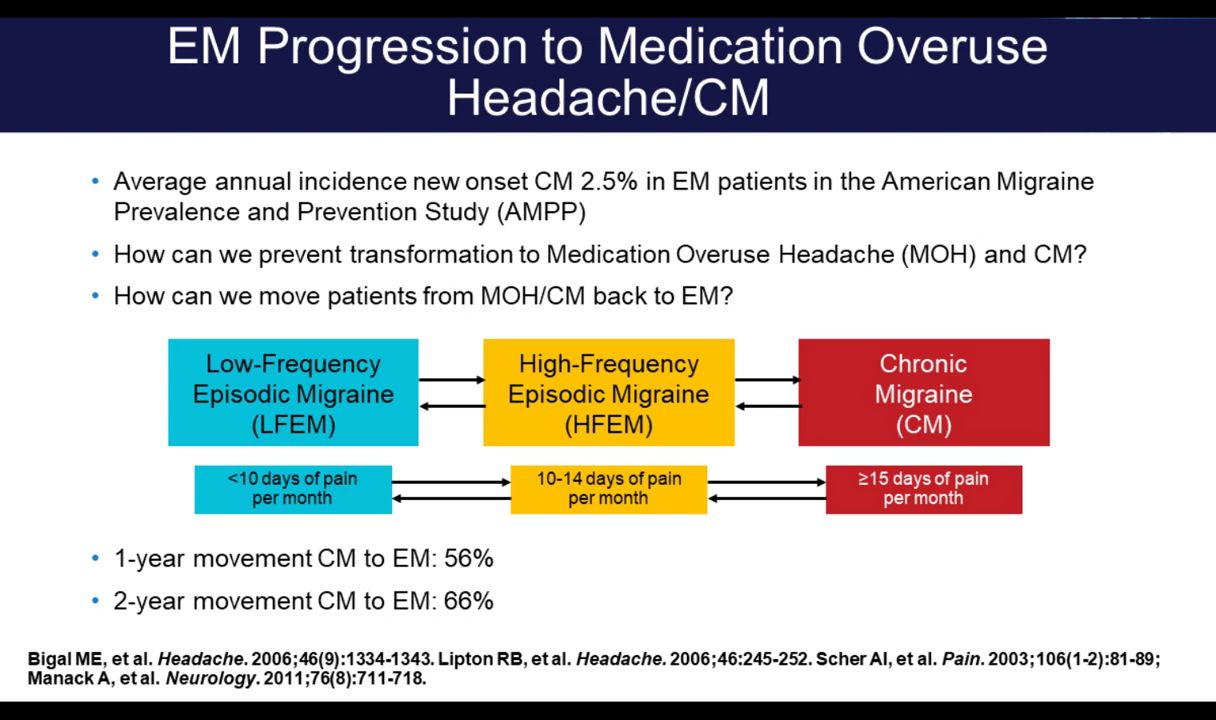 EM Progression to Medication Overuse
Headache/CM
• Average annual incidence new onset CM 2.5% in EM patients in the American Migraine
Prevalence and Prevention Study (AMPP)
• How can we prevent transformation to Medication Overuse Headache (MOH) and CM?
• How can we move patients from MOH/CM back to EM?
Low-Frequency
Episodic Migraine
(LFEM)
High-Frequency
Episodic Migraine
(HFEM)
Chronic
Migraine
(CM)
<10 days of pain
per month
10-14 days of pain
per month
≥15 days of pain
per month
• 1-year movement CM to EM: 56%
• 2-year movement CM to EM: 66%
Bigal ME, et al. Headache. 2006;46(9):1334-1343. Lipton RB, et al. Headache. 2006;46:245-252. Scher AI, et al. Pain. 2003;106(1-2):81-89;
Manack A, et al. Neurology. 2011;76(8):711-718.